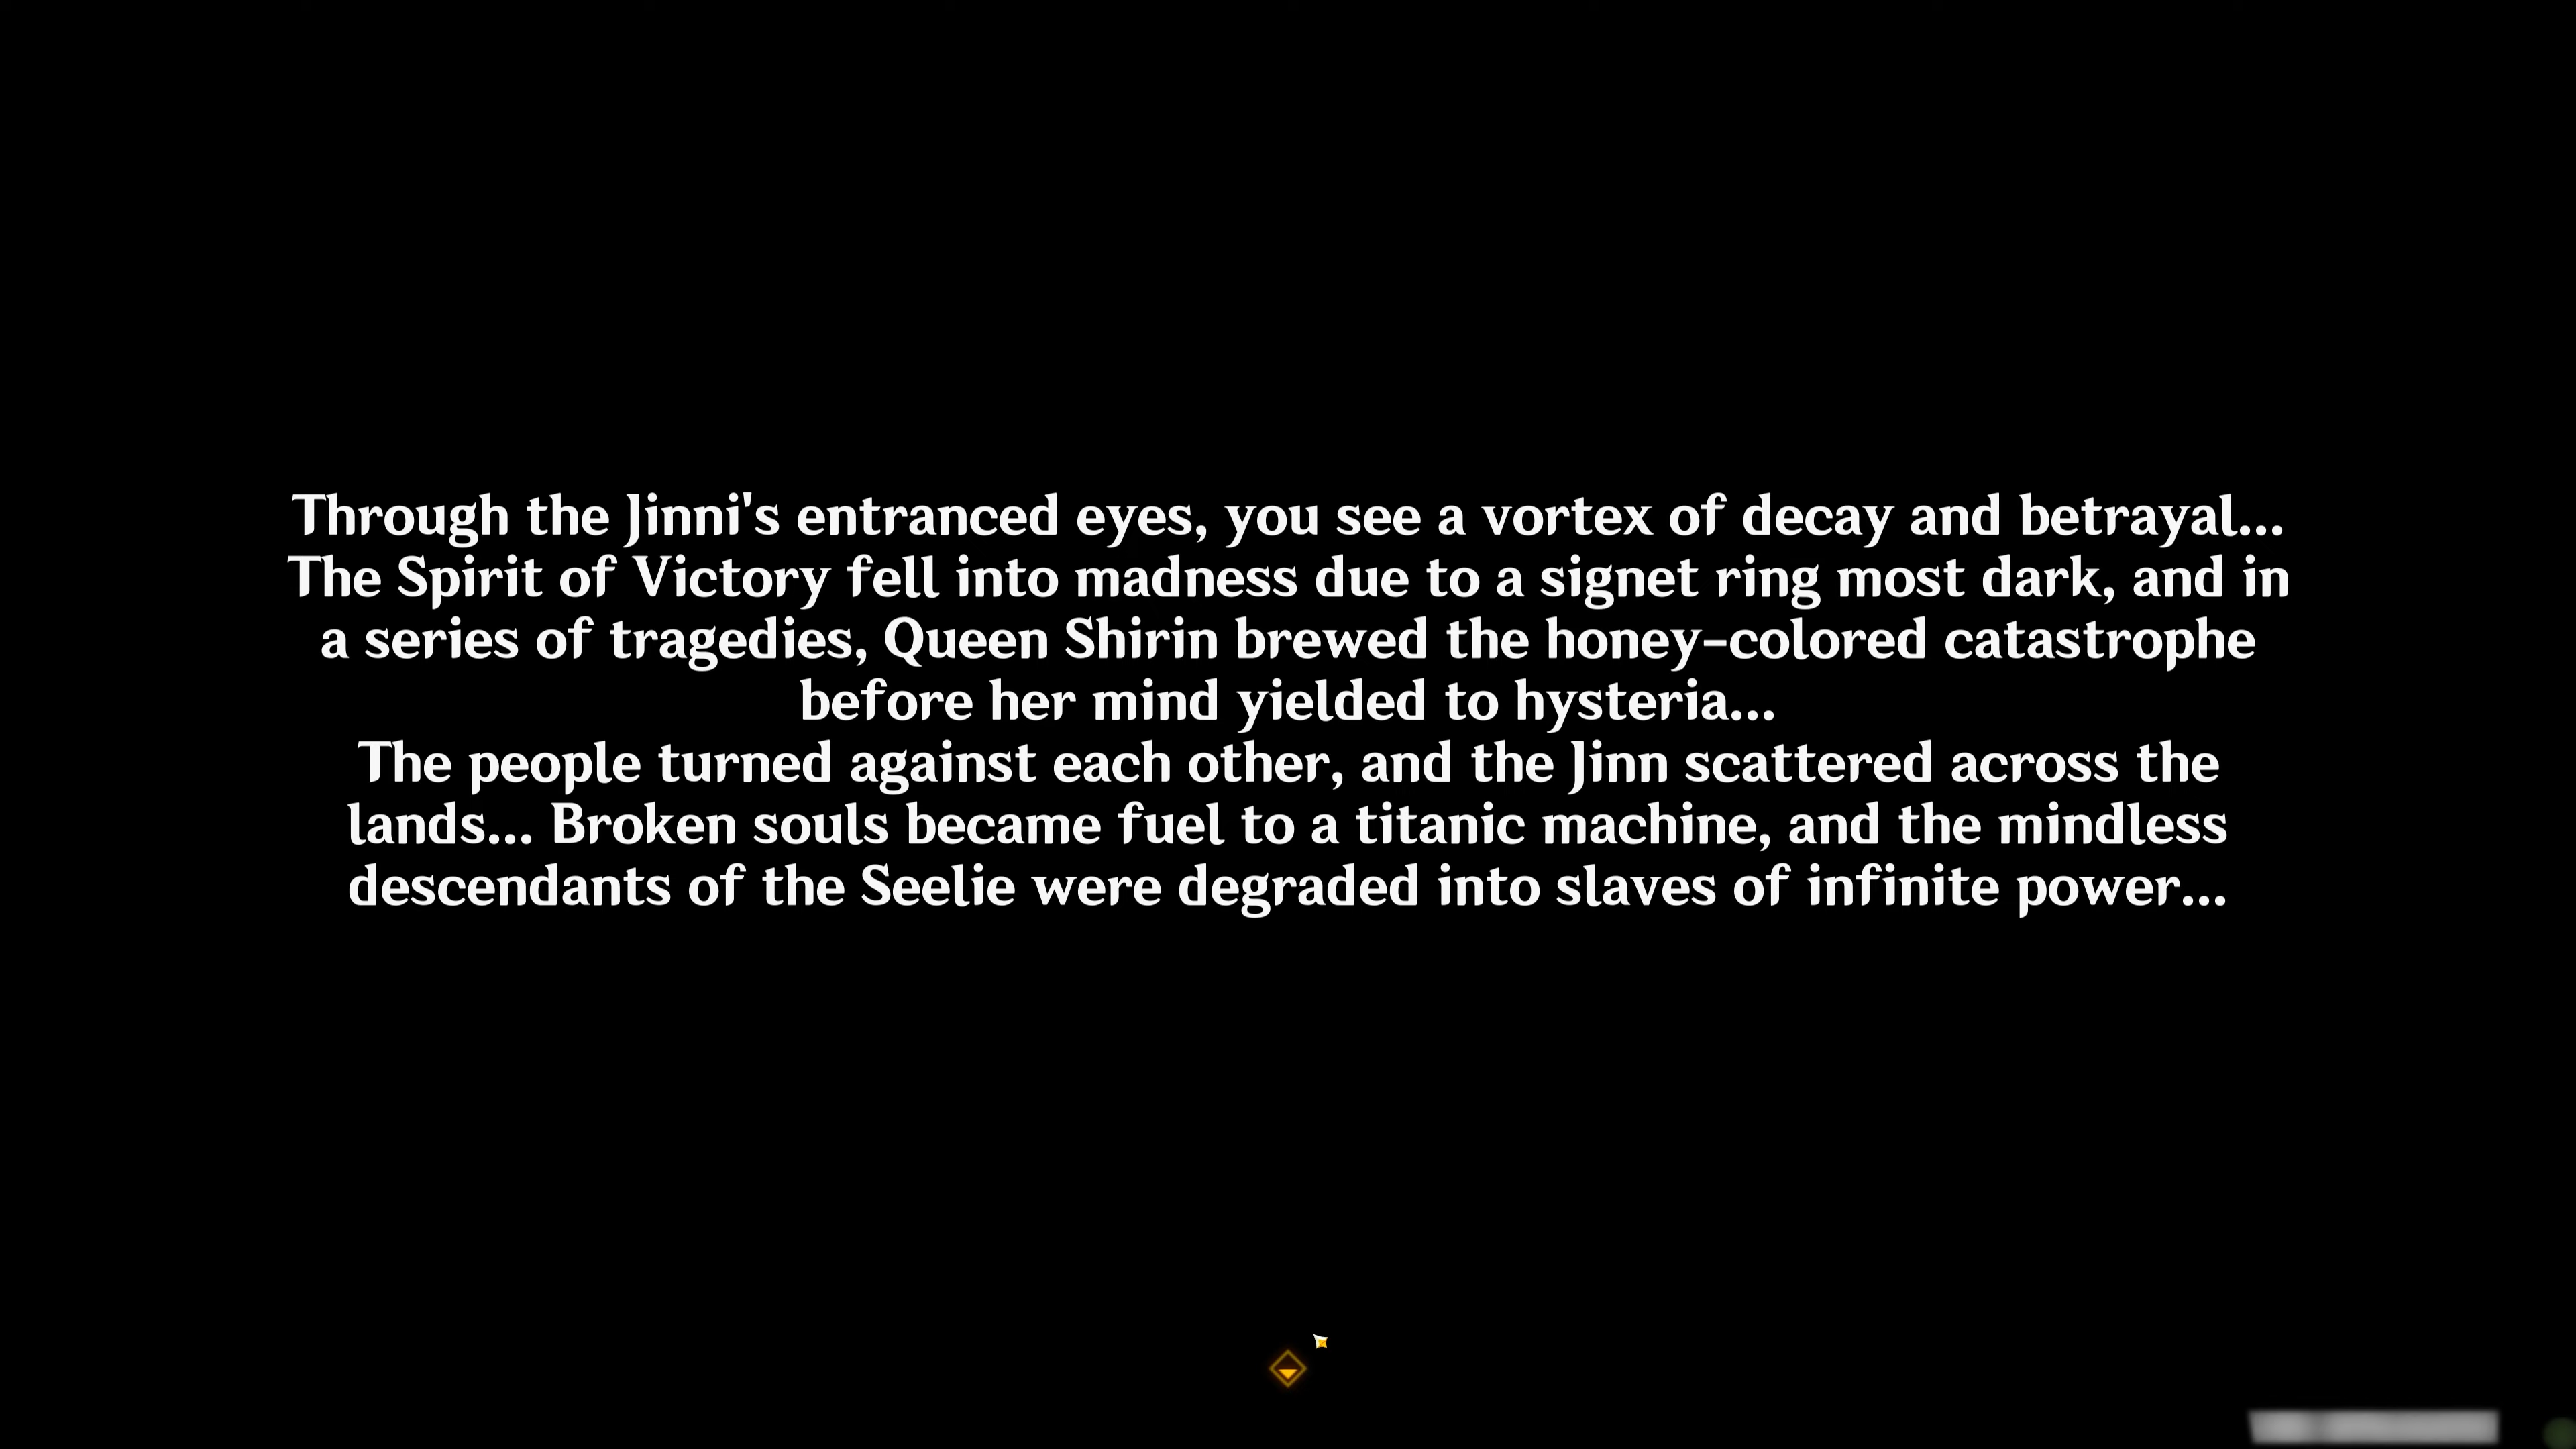 Through the Jinni's entranced eyes, you see a vortex of decay and betrayal...
The Spirit of Victory fell into madness due to a signet ring most dark, and in
a series of tragedies, Queen Shirin brewed the honey-colored catastrophe
before her mind yielded to hysteria...
The people turned against each other, and the Jinn scattered across the
lands... Broken souls became fuel to a titanic machine, and the mindless
descendants of the Seelie were degraded into slaves of infinite power...